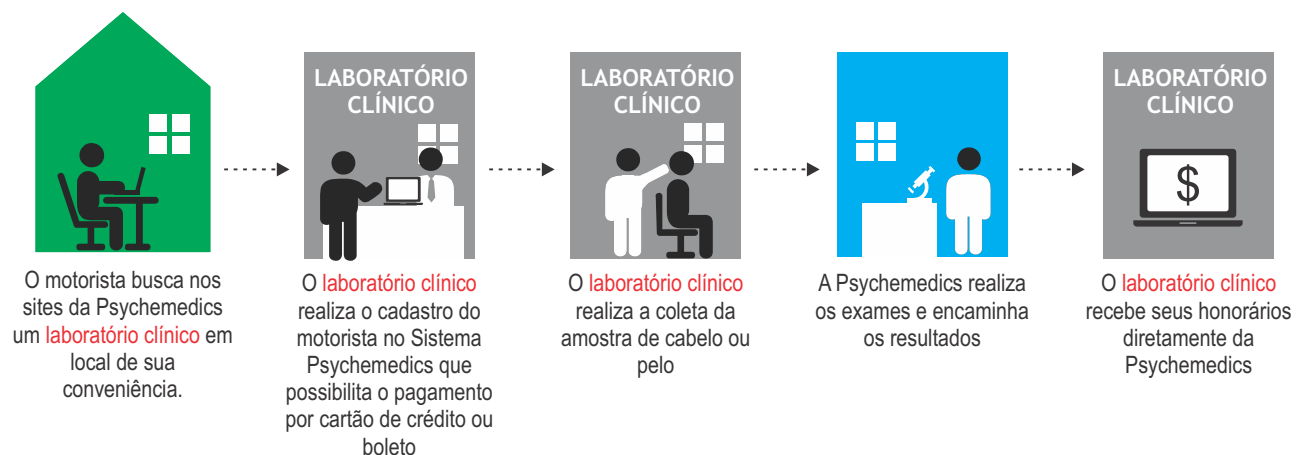 O motorista busca nos
sites da Psychemedics
um laboratório clínico em
local de sua
conveniência.
LABORATÓRIO
CLÍNICO
O laboratório clínico
realiza o cadastro do
motorista no Sistema
Psychemedics que
possibilita o pagamento
por cartão de crédito ou
boleto
LABORATÓRIO
CLÍNICO
O laboratório clínico
realiza a coleta da
amostra de cabelo ou
pelo
A Psychemedics realiza
os exames e encaminha
os resultados
LABORATÓRIO
CLÍNICO
$
O laboratório clínico
recebe seus honorários
diretamente da
Psychemedics